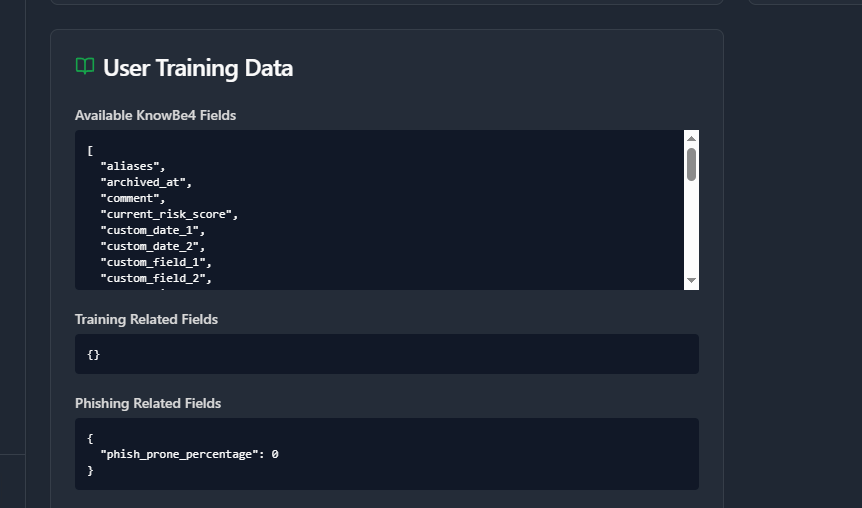 User Training Data
Available KnowBe4 Fields
[
"aliases",
"archived_at",
"comment",
"current_risk_score",
"custom_date_1",
"custom_date_2",
"custom_field_1",
"custom_field_2",
Training Related Fields
{}
Phishing Related Fields
{
"phish_prone_percentage": 0
}